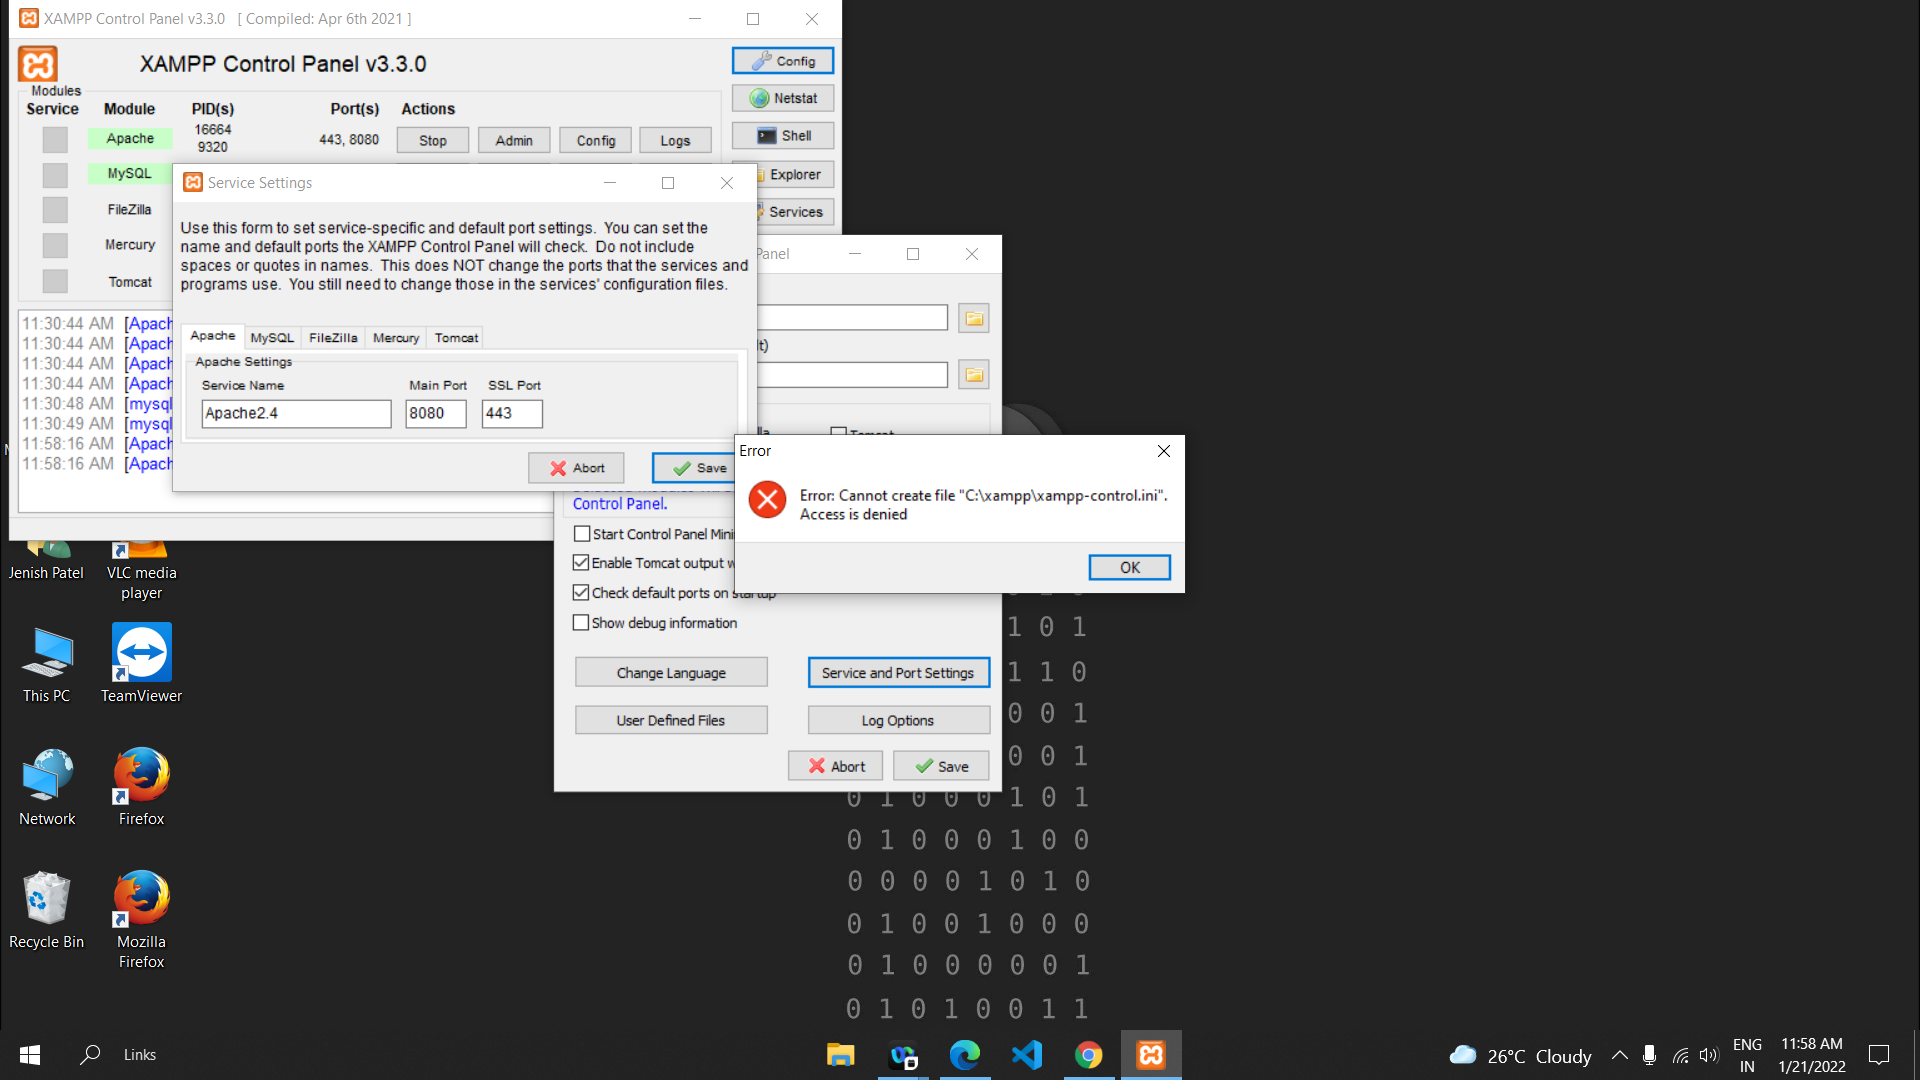 XAMPP Control Panel v3.3.0 [ Compiled: Apr 6th 2021 ]
XAMPP Control Panel v3.3.0
Config
Modules
Service Module PID(s) Port(s) Actions
Netstat
Apache 16664 9320 443, 8080 Stop Admin Config Logs
Shell
MySQL
Explorer
FileZilla
Services
Mercury
Tomcat
11:30:44 AM [Apach
11:30:44 AM [Apach
11:30:44 AM [Apach
11:30:44 AM [Apach
11:30:48 AM [mysql
11:30:49 AM [mysql
11:58:16 AM [Apach
11:58:16 AM [Apach
Service Settings
Use this form to set service-specific and default port settings. You can set the
name and default ports the XAMPP Control Panel will check. Do not include
spaces or quotes in names. This does NOT change the ports that the services and
programs use. You still need to change those in the services' configuration files.
Apache MySQL FileZilla Mercury Tomcat
Apache Settings
Service Name Main Port SSL Port
Apache2.4 8080 443
Abort Save
Panel
lt)
Control Panel.
Start Control Panel Mini
Enable Tomcat output w
Check default ports on startup
Show debug information
Change Language Service and Port Settings
User Defined Files Log Options
Abort Save
Error
Error: Cannot create file "C:\xampp\xampp-control.ini".
Access is denied
OK
Jenish Patel
VLC media
player
This PC
TeamViewer
Network
Firefox
Recycle Bin
Mozilla
Firefox
1 0 1
1 1 0
0 0 1
0 0 1
0 1 0 0 0 1 0 1
0 1 0 0 0 1 0 0
0 0 0 0 1 0 1 0
0 1 0 0 1 0 0 0
0 1 0 0 0 0 0 1
0 1 0 1 0 0 1 1
Links
26°C Cloudy
ENG
IN
11:58 AM
1/21/2022